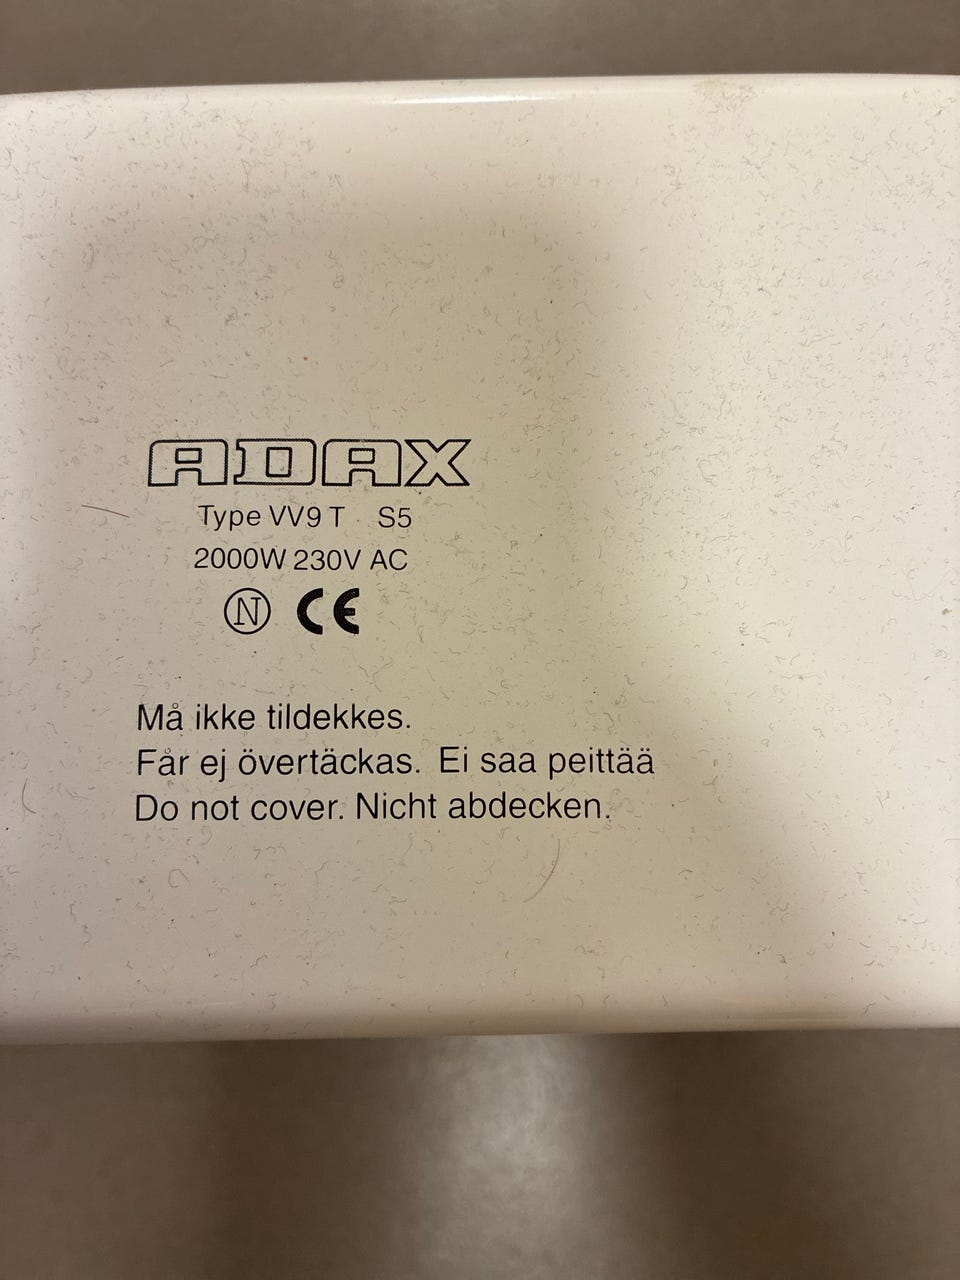 ADAX
Type VV9 T S5
2000W 230V AC
N CE
Må ikke tildekkes.
Får ej övertäckas. Ei saa peittää
Do not cover. Nicht abdecken.